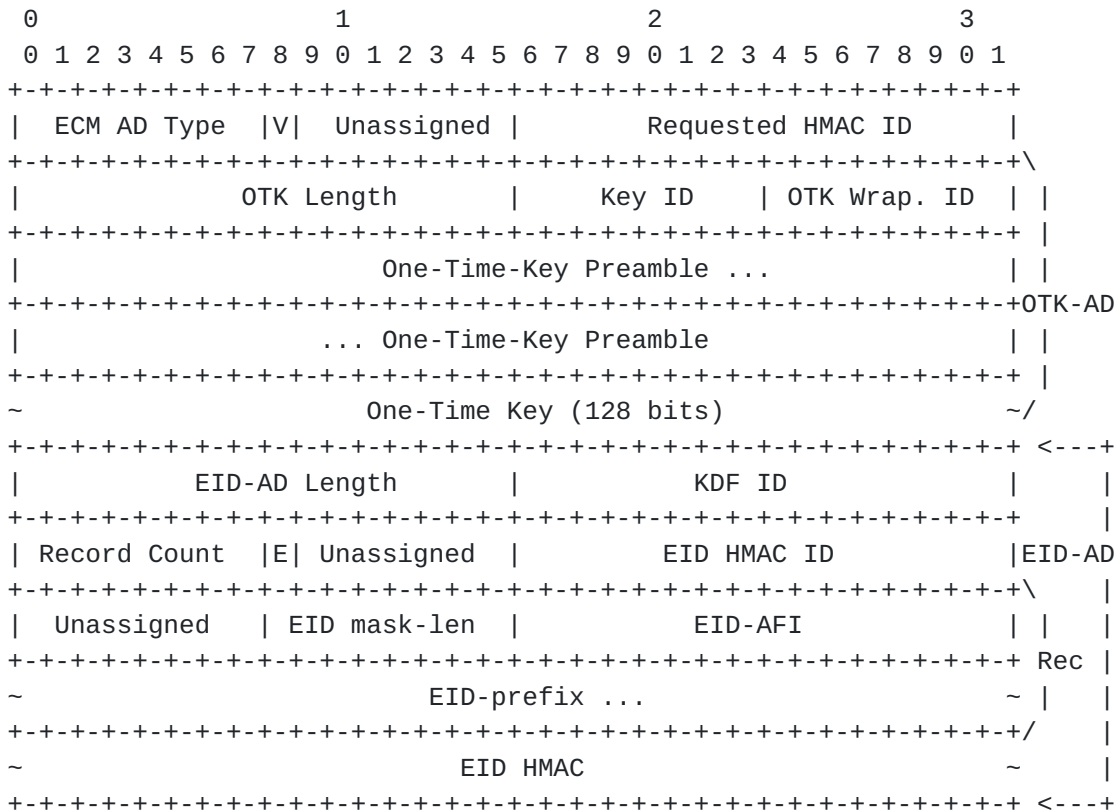 0                   1                   2                   3
 0 1 2 3 4 5 6 7 8 9 0 1 2 3 4 5 6 7 8 9 0 1 2 3 4 5 6 7 8 9 0 1
+-+-+-+-+-+-+-+-+-+-+-+-+-+-+-+-+-+-+-+-+-+-+-+-+-+-+-+-+-+-+-+-+
|  ECM AD Type  |V|  Unassigned |        Requested HMAC ID      |
+-+-+-+-+-+-+-+-+-+-+-+-+-+-+-+-+-+-+-+-+-+-+-+-+-+-+-+-+-+-+-+-+\
|              OTK Length       |     Key ID    | OTK Wrap. ID  | |
+-+-+-+-+-+-+-+-+-+-+-+-+-+-+-+-+-+-+-+-+-+-+-+-+-+-+-+-+-+-+-+-+ |
|                       One-Time-Key Preamble ...               | |
+-+-+-+-+-+-+-+-+-+-+-+-+-+-+-+-+-+-+-+-+-+-+-+-+-+-+-+-+-+-+-+-+OTK-AD
|                   ... One-Time-Key Preamble                   | |
+-+-+-+-+-+-+-+-+-+-+-+-+-+-+-+-+-+-+-+-+-+-+-+-+-+-+-+-+-+-+-+-+ |
~                      One-Time Key (128 bits)                  ~/
+-+-+-+-+-+-+-+-+-+-+-+-+-+-+-+-+-+-+-+-+-+-+-+-+-+-+-+-+-+-+-+-+ <---+
|           EID-AD Length       |           KDF ID              |     |
+-+-+-+-+-+-+-+-+-+-+-+-+-+-+-+-+-+-+-+-+-+-+-+-+-+-+-+-+-+-+-+-+     |
| Record Count  |E| Unassigned  |         EID HMAC ID           |EID-AD
+-+-+-+-+-+-+-+-+-+-+-+-+-+-+-+-+-+-+-+-+-+-+-+-+-+-+-+-+-+-+-+-+\    |
|  Unassigned   | EID mask-len  |           EID-AFI             | |   |
+-+-+-+-+-+-+-+-+-+-+-+-+-+-+-+-+-+-+-+-+-+-+-+-+-+-+-+-+-+-+-+-+ Rec |
~                          EID-prefix ...                       ~ |   |
+-+-+-+-+-+-+-+-+-+-+-+-+-+-+-+-+-+-+-+-+-+-+-+-+-+-+-+-+-+-+-+-+/    |
~                            EID HMAC                           ~     |
+-+-+-+-+-+-+-+-+-+-+-+-+-+-+-+-+-+-+-+-+-+-+-+-+-+-+-+-+-+-+-+-+ <---+